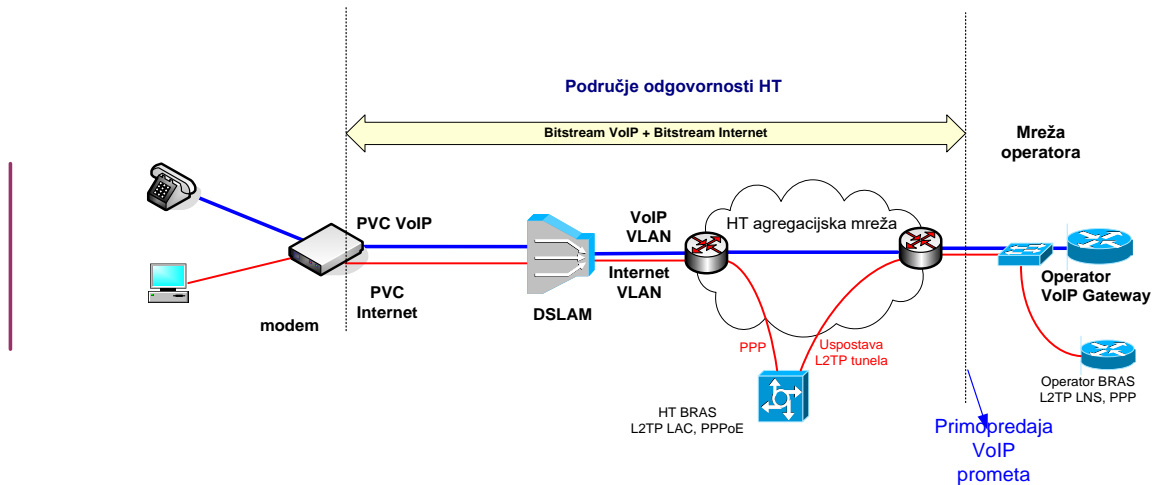 Područje odgovornosti HT
Bitstream VoIP + Bitstream Internet
Mreža
operatora
PVC VoIP
VoIP
VLAN
HT agregacijska mreža
Internet
VLAN
PVC
Internet
Operator
VoIP Gateway
modem
DSLAM
PPP
Uspostava
L2TP tunela
Operator BRAS
L2TP LNS, PPP
HT BRAS
L2TP LAC, PPPoE
Primopredaja
VoIP
prometa